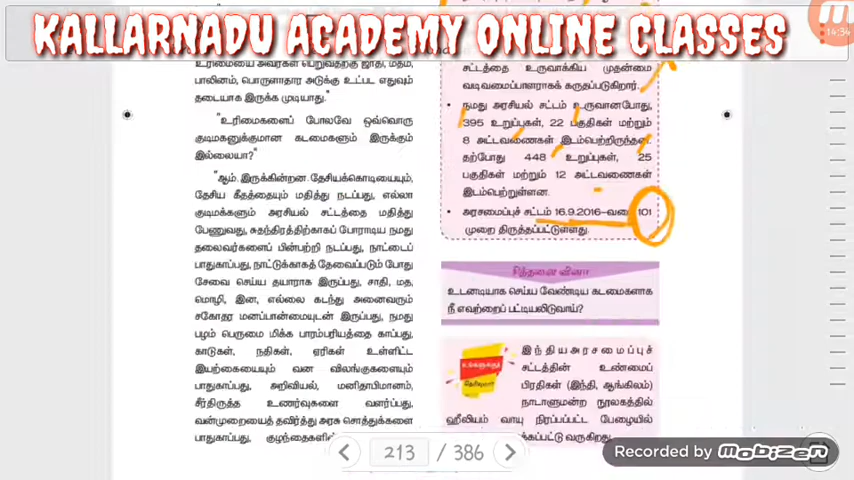 KALLARNADU ACADEMY ONLINE CLASSES
14:34
உரிமையை அவர்கள் பெறுவதற்கு ஜாதி, மதம்,
பாலினம், பொருளாதார அடுக்கு உட்பட எதுவும்
தடையாக இருக்க முடியாது."
"உரிமைகளைப் போலவே ஒவ்வொரு
குடிமகனுக்குமான கடமைகளும் இருக்கும்
இல்லையா?"
"ஆம். இருக்கின்றன. தேசியக்கொடியையும்,
தேசிய கீதத்தையும் மதித்து நடப்பது, எல்லா
குடிமக்களும் அரசியல் சட்டத்தை மதித்து
பேணுவது, சுதந்திரத்திற்காகப் போராடிய நமது
தலைவர்களைப் பின்பற்றி நடப்பது, நாட்டைப்
பாதுகாப்பது, நாட்டுக்காகத் தேவைப்படும் போது
சேவை செய்ய தயாராக இருப்பது, சாதி, மத,
மொழி, இன, எல்லை கடந்து அனைவரும்
சகோதர மனப்பான்மையுடன் இருப்பது, நமது
பழம் பெருமை மிக்க பாரம்பரியத்தை காப்பது,
காடுகள், நதிகள், ஏரிகள் உள்ளிட்ட
இயற்கையையும் வன விலங்குகளையும்
பாதுகாப்பது, அறிவியல், மனிதாபிமானம்,
சீர்திருத்த உணர்வுகளை வளர்ப்பது,
வன்முறையைத் தவிர்த்து அரசு சொத்துக்களை
பாதுகாப்பது, குழந்தைகளின்
சட்டத்தை உருவாக்கிய முதன்மை
வடிவமைப்பாளராகக் கருதப்படுகிறார்.
• நமது அரசியல் சட்டம் உருவானபோது,
395 உறுப்புகள், 22 பகுதிகள் மற்றும்
8 அட்டவணைகள் இடம்பெற்றிருந்தன.
தற்போது 448 உறுப்புகள், 25
பகுதிகள் மற்றும் 12 அட்டவணைகள்
இடம்பெற்றுள்ளன.
• அரசமைப்புச் சட்டம் 16.9.2016–வரை 101
முறை திருத்தப்பட்டுள்ளது.
சிந்தனை வினா
உடனடியாக செய்ய வேண்டிய கடமைகளாக
நீ எவற்றைப் பட்டியலிடுவாய்?
உங்களுக்குத்
தெரியுமா
இந்திய அரசமைப்புச்
சட்டத்தின் உண்மைப்
பிரதிகள் (இந்தி, ஆங்கிலம்)
நாடாளுமன்ற நூலகத்தில்
ஹீலியம் வாயு நிரப்பப்பட்ட பேழையில்
க்கப்பட்டு வருகிறது.
213 / 386
Recorded by mobizen